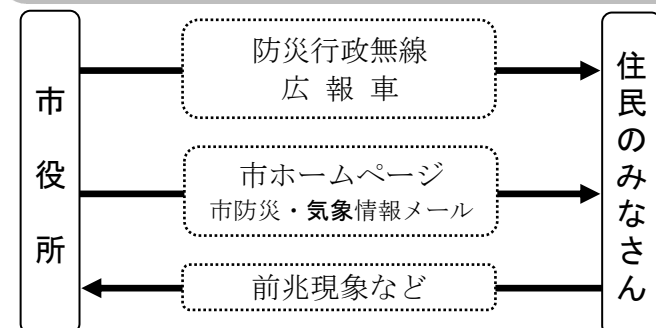 市役所
防災行政無線
広報車
市ホームページ
市防災・気象情報メール
前兆現象など
住民のみなさん